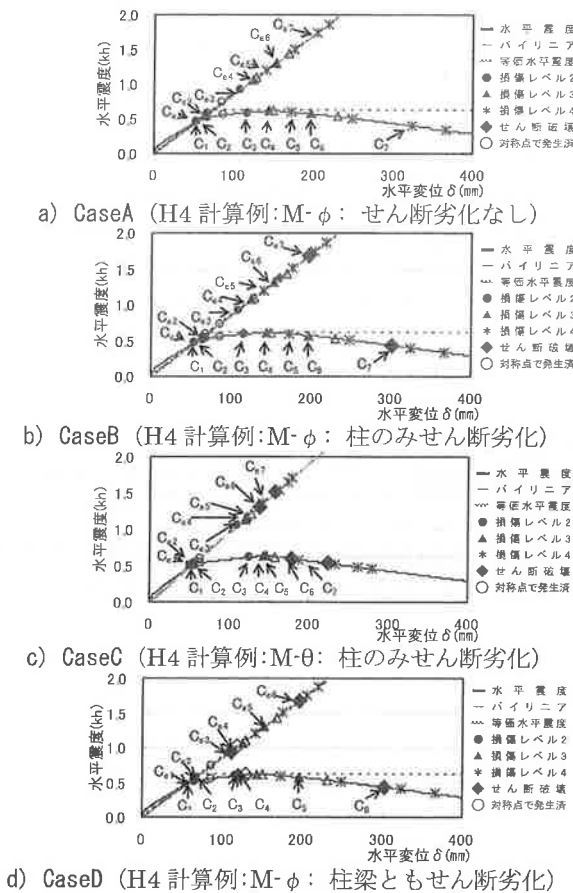 水平震度(kh)
2.0
1.5
1.0
0.5
0.0
0
100
200
300
400
水平変位δ(mm)
水平震度
バイリニア
等価水平震度
損傷レベル2
損傷レベル3
損傷レベル4
せん断破壊
対称点で発生済
Ce4
Ce5
Ce6
C1
C2
C3
C4
C5
C6
C7
a) CaseA (H4計算例:M-φ: せん断劣化なし)
水平震度(kh)
2.0
1.5
1.0
0.5
0.0
0
100
200
300
400
水平変位δ(mm)
水平震度
バイリニア
等価水平震度
損傷レベル2
損傷レベル3
損傷レベル4
せん断破壊
対称点で発生済
Ce2
Ce5
Ce6
C1
C2
C3
C4
C5
C6
C7
b) CaseB (H4計算例:M-φ: 柱のみせん断劣化)
水平震度(kh)
2.0
1.5
1.0
0.5
0.0
0
100
200
300
400
水平変位δ(mm)
水平震度
バイリニア
等価水平震度
損傷レベル2
損傷レベル3
損傷レベル4
せん断破壊
対称点で発生済
Ce2
Ce3
Ce4
Ce5
Ce6
Ce7
C1
C2
C3
C4
C5
C6
C7
c) CaseC (H4計算例:M-θ: 柱のみせん断劣化)
水平震度(kh)
2.0
1.5
1.0
0.5
0.0
0
100
200
300
400
水平変位δ(mm)
水平震度
バイリニア
等価水平震度
損傷レベル2
損傷レベル3
損傷レベル4
せん断破壊
対称点で発生済
Ce3
Ce4
Ce5
Ce6
C1
C2
C3
C4
C5
C6
d) CaseD (H4計算例:M-φ: 柱梁ともせん断劣化)